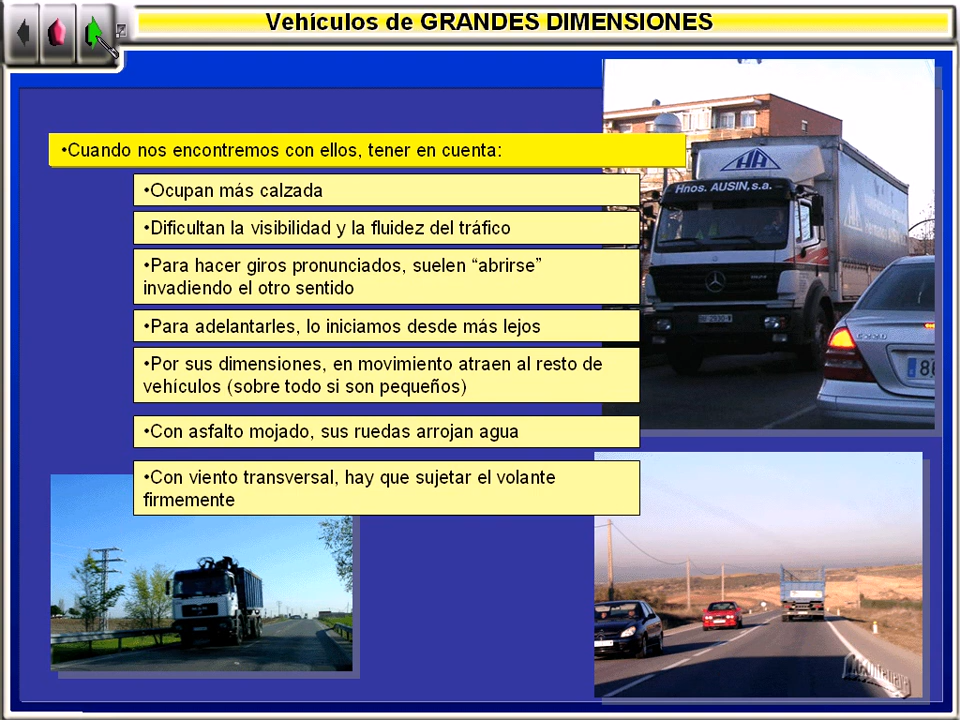 Vehículos de GRANDES DIMENSIONES
•Cuando nos encontremos con ellos, tener en cuenta:
•Ocupan más calzada
•Dificultan la visibilidad y la fluidez del tráfico
•Para hacer giros pronunciados, suelen “abrirse”
invadiendo el otro sentido
•Para adelantarles, lo iniciamos desde más lejos
•Por sus dimensiones, en movimiento atraen al resto de
vehículos (sobre todo si son pequeños)
•Con asfalto mojado, sus ruedas arrojan agua
•Con viento transversal, hay que sujetar el volante
firmemente
HA
Hnos. AUSIN,s.a.